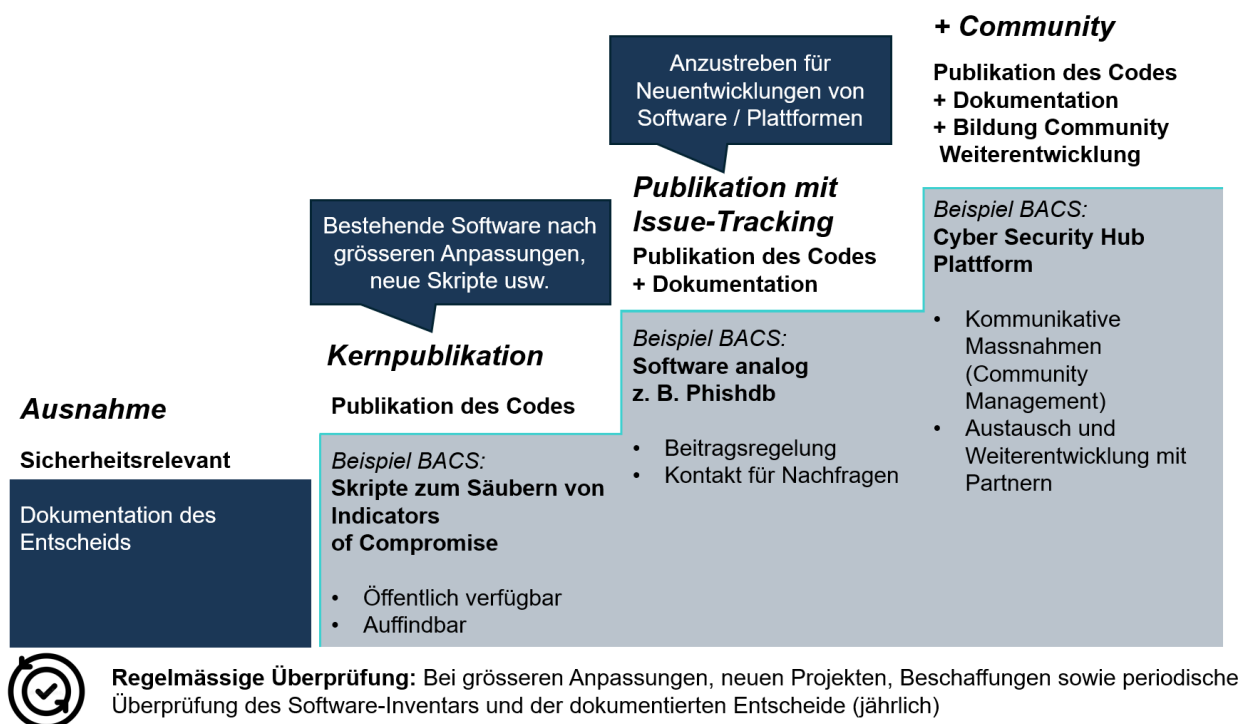 Ausnahme
Sicherheitsrelevant
Dokumentation des
Entscheids
Bestehende Software nach
grösseren Anpassungen,
neue Skripte usw.
Kernpublikation
Publikation des Codes
Beispiel BACS:
Skripte zum Säubern von
Indicators
of Compromise
• Öffentlich verfügbar
• Auffindbar
Anzustreben für
Neuentwicklungen von
Software / Plattformen
Publikation mit
Issue-Tracking
Publikation des Codes
+ Dokumentation
Beispiel BACS:
Software analog
z. B. Phishdb
• Beitragsregelung
• Kontakt für Nachfragen
+ Community
Publikation des Codes
+ Dokumentation
+ Bildung Community
Weiterentwicklung
Beispiel BACS:
Cyber Security Hub
Plattform
• Kommunikative
Massnahmen
(Community
Management)
• Austausch und
Weiterentwicklung mit
Partnern
Regelmässige Überprüfung: Bei grösseren Anpassungen, neuen Projekten, Beschaffungen sowie periodische
Überprüfung des Software-Inventars und der dokumentierten Entscheide (jährlich)